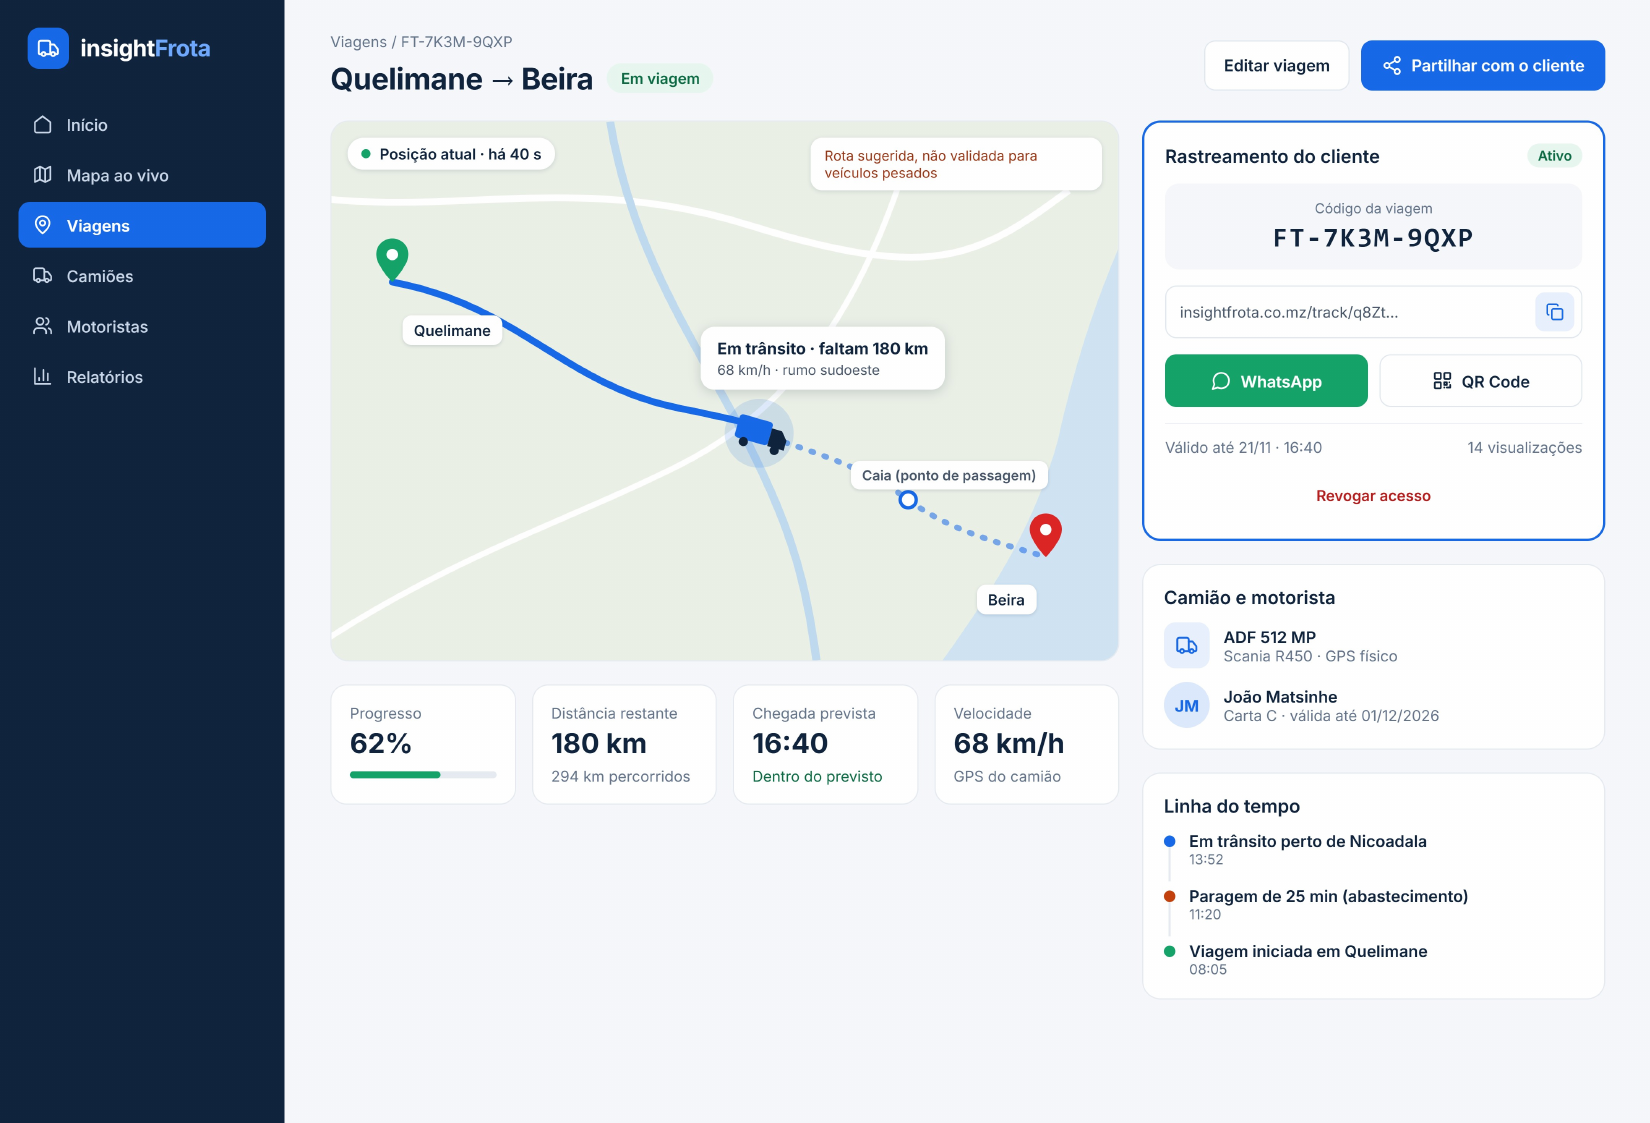 insightFrota
Início
Mapa ao vivo
Viagens
Camiões
Motoristas
Relatórios
Viagens / FT-7K3M-9QXP
Quelimane → Beira
Em viagem
Editar viagem
Partilhar com o cliente
Posição atual · há 40 s
Rota sugerida, não validada para
veículos pesados
Quelimane
Em trânsito · faltam 180 km
68 km/h · rumo sudoeste
Caia (ponto de passagem)
Beira
Progresso
62%
Distância restante
180 km
294 km percorridos
Chegada prevista
16:40
Dentro do previsto
Velocidade
68 km/h
GPS do camião
Rastreamento do cliente
Ativo
Código da viagem
FT-7K3M-9QXP
insightfrota.co.mz/track/q8Zt...
WhatsApp
QR Code
Válido até 21/11 · 16:40
14 visualizações
Revogar acesso
Camião e motorista
ADF 512 MP
Scania R450 · GPS físico
JM
João Matsinhe
Carta C · válida até 01/12/2026
Linha do tempo
Em trânsito perto de Nicoadala
13:52
Paragem de 25 min (abastecimento)
11:20
Viagem iniciada em Quelimane
08:05